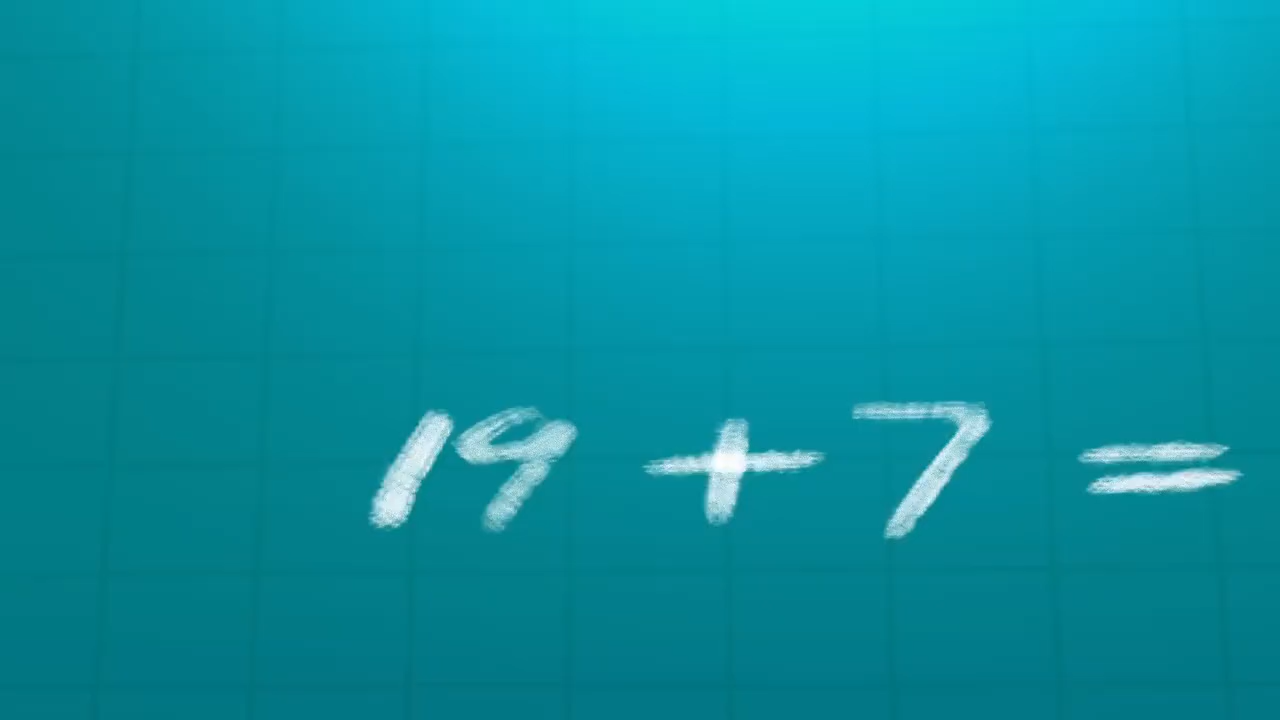 19 + 7 =